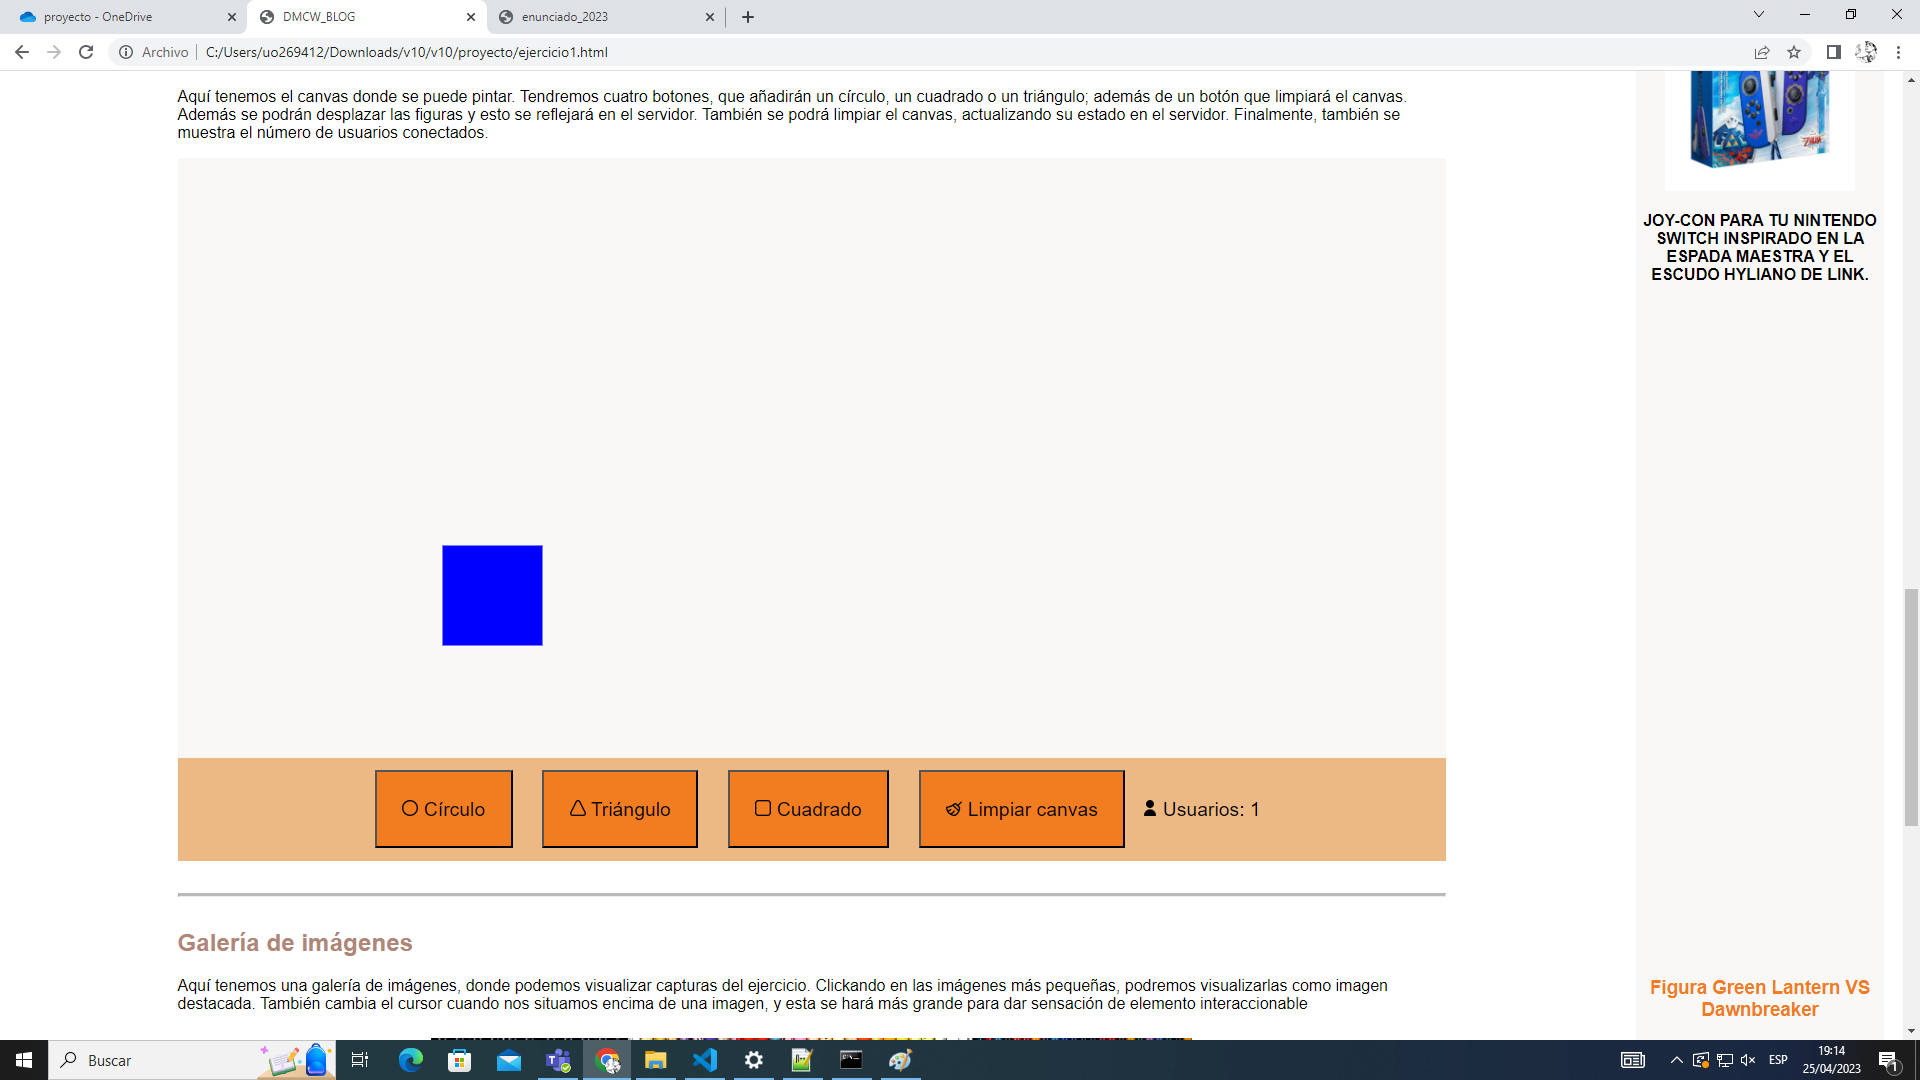 proyecto - OneDrive
DMCW_BLOG
enunciado_2023
Archivo
C:/Users/uo269412/Downloads/v10/v10/proyecto/ejercicio1.html
Aquí tenemos el canvas donde se puede pintar. Tendremos cuatro botones, que añadirán un círculo, un cuadrado o un triángulo; además de un botón que limpiará el canvas.
Además se podrán desplazar las figuras y esto se reflejará en el servidor. También se podrá limpiar el canvas, actualizando su estado en el servidor. Finalmente, también se
muestra el número de usuarios conectados.
JOY-CON PARA TU NINTENDO
SWITCH INSPIRADO EN LA
ESPADA MAESTRA Y EL
ESCUDO HYLIANO DE LINK.
Círculo
Triángulo
Cuadrado
Limpiar canvas
Usuarios: 1
Galería de imágenes
Aquí tenemos una galería de imágenes, donde podemos visualizar capturas del ejercicio. Clickando en las imágenes más pequeñas, podremos visualizarlas como imagen
destacada. También cambia el cursor cuando nos situamos encima de una imagen, y esta se hará más grande para dar sensación de elemento interaccionable
Figura Green Lantern VS
Dawnbreaker
Buscar
ESP
19:14
25/04/2023
1